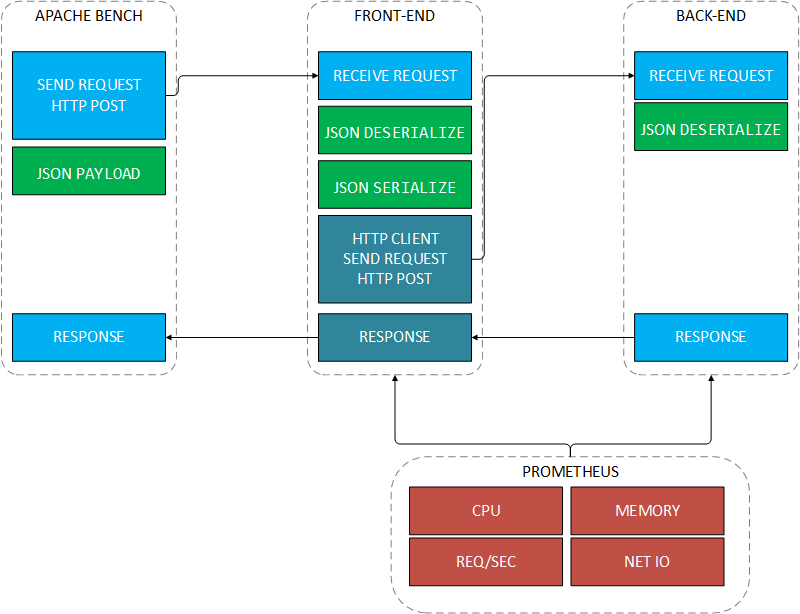 APACHE BENCH
SEND REQUEST
HTTP POST
JSON PAYLOAD
RESPONSE
FRONT-END
RECEIVE REQUEST
JSON DESERIALIZE
JSON SERIALIZE
HTTP CLIENT
SEND REQUEST
HTTP POST
RESPONSE
BACK-END
RECEIVE REQUEST
JSON DESERIALIZE
RESPONSE
PROMETHEUS
CPU
MEMORY
REQ/SEC
NET IO